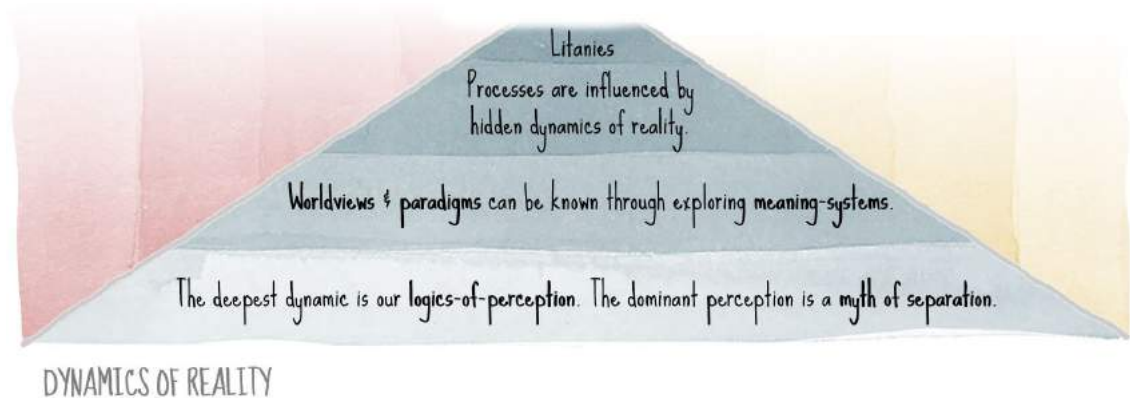 Litanies
Processes are influenced by
hidden dynamics of reality.
Worldviews & paradigms can be known through exploring meaning-systems.
The deepest dynamic is our logics-of-perception. The dominant perception is a myth of separation.
DYNAMICS OF REALITY